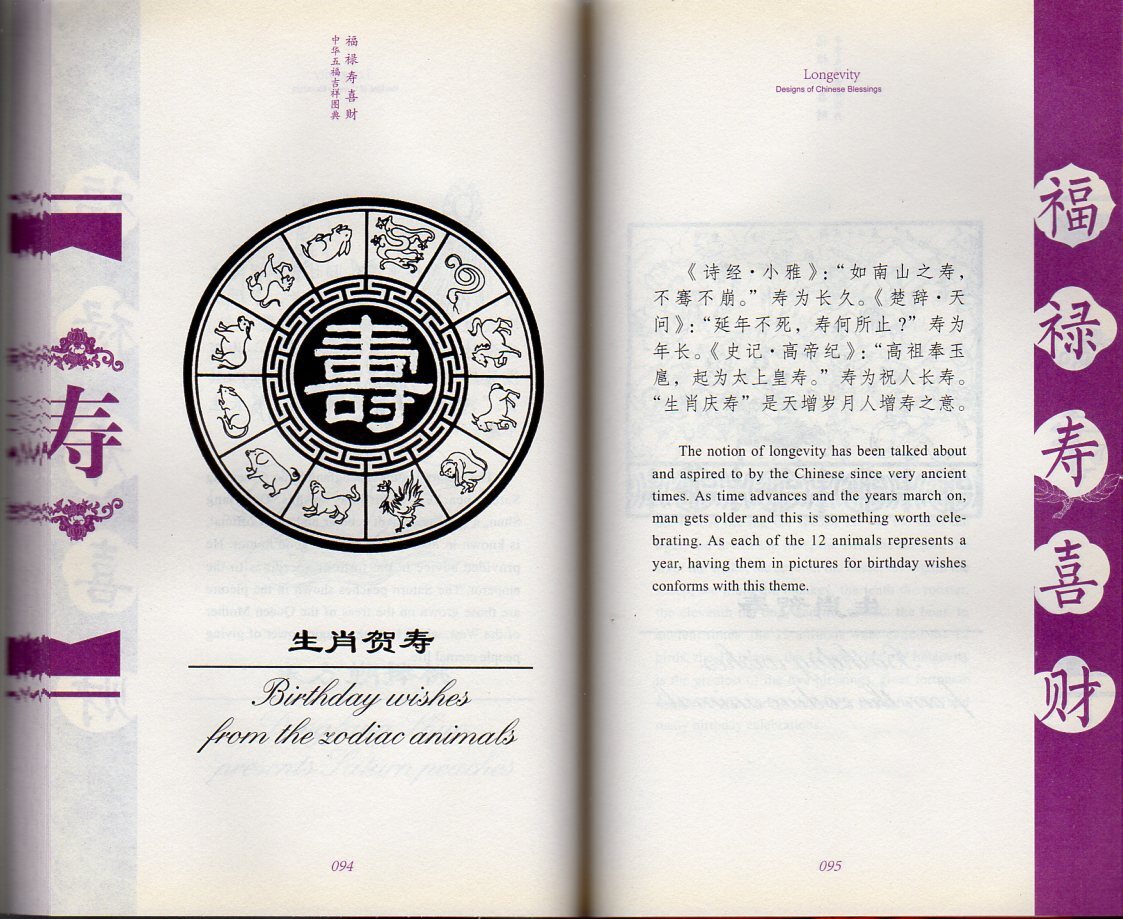 福禄寿喜财
中华五福吉祥图典
寿
壽
生肖贺寿
Birthday wishes
from the zodiac animals
094
Longevity
Designs of Chinese Blessings
《诗经·小雅》:“如南山之寿,
不骞不崩。” 寿为长久。《楚辞·天
问》:“延年不死, 寿何所止?” 寿为
年长。《史记·高帝纪》:“高祖奉玉
卮, 起为太上皇寿。” 寿为祝人长寿。
“生肖庆寿” 是天增岁月人增寿之意。
The notion of longevity has been talked about
and aspired to by the Chinese since very ancient
times. As time advances and the years march on,
man gets older and this is something worth cele-
brating. As each of the 12 animals represents a
year, having them in pictures for birthday wishes
conforms with this theme.
095
福
禄
寿
喜
财